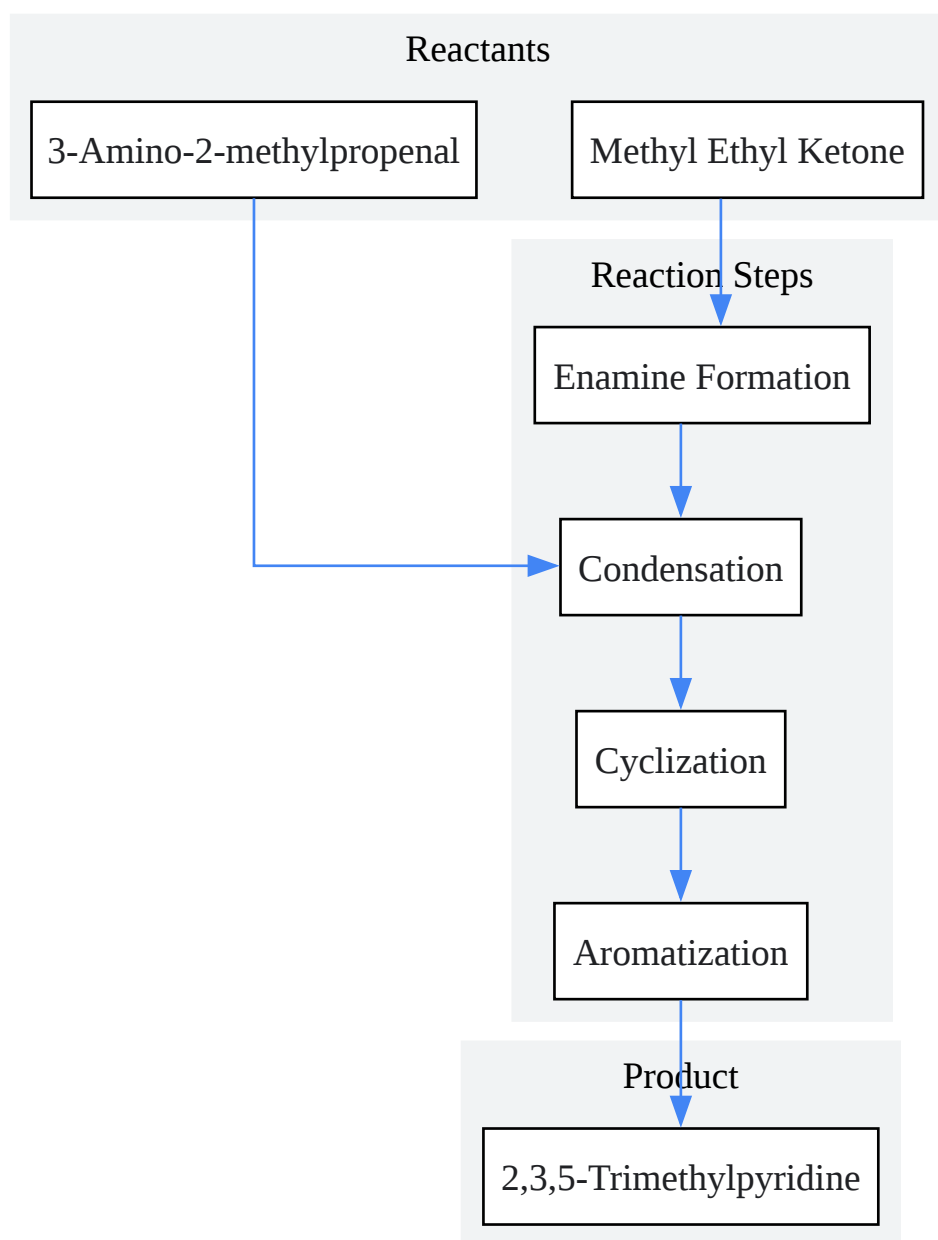 Reactants
3-Amino-2-methylpropenal
Methyl Ethyl Ketone
Reaction Steps
Enamine Formation
Condensation
Cyclization
Aromatization
Product
2,3,5-Trimethylpyridine